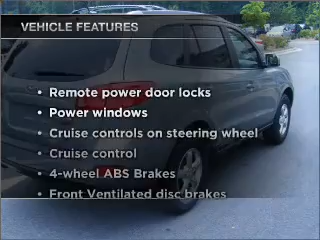 VEHICLE FEATURES
• Remote power door locks
• Power windows
• Cruise controls on steering wheel
• Cruise control
• 4-wheel ABS Brakes
• Front Ventilated disc brakes